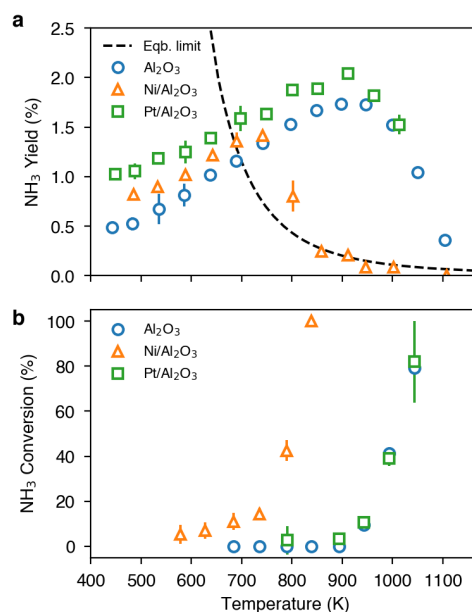 a
2.5
2.0
1.5
1.0
0.5
0.0
NH₃ Yield (%)
Eqb. limit
Al₂O₃
Ni/Al₂O₃
Pt/Al₂O₃
b
100
80
60
40
20
0
NH₃ Conversion (%)
Al₂O₃
Ni/Al₂O₃
Pt/Al₂O₃
400 500 600 700 800 900 1000 1100
Temperature (K)